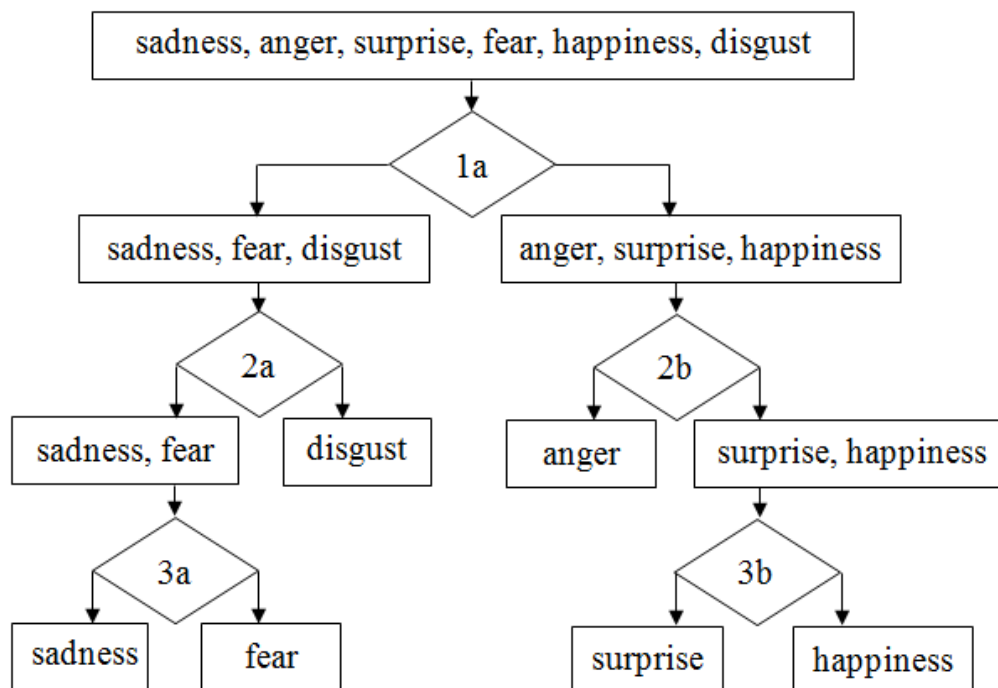 sadness, anger, surprise, fear, happiness, disgust
1a
sadness, fear, disgust
anger, surprise, happiness
2a
2b
sadness, fear
disgust
anger
surprise, happiness
3a
3b
sadness
fear
surprise
happiness